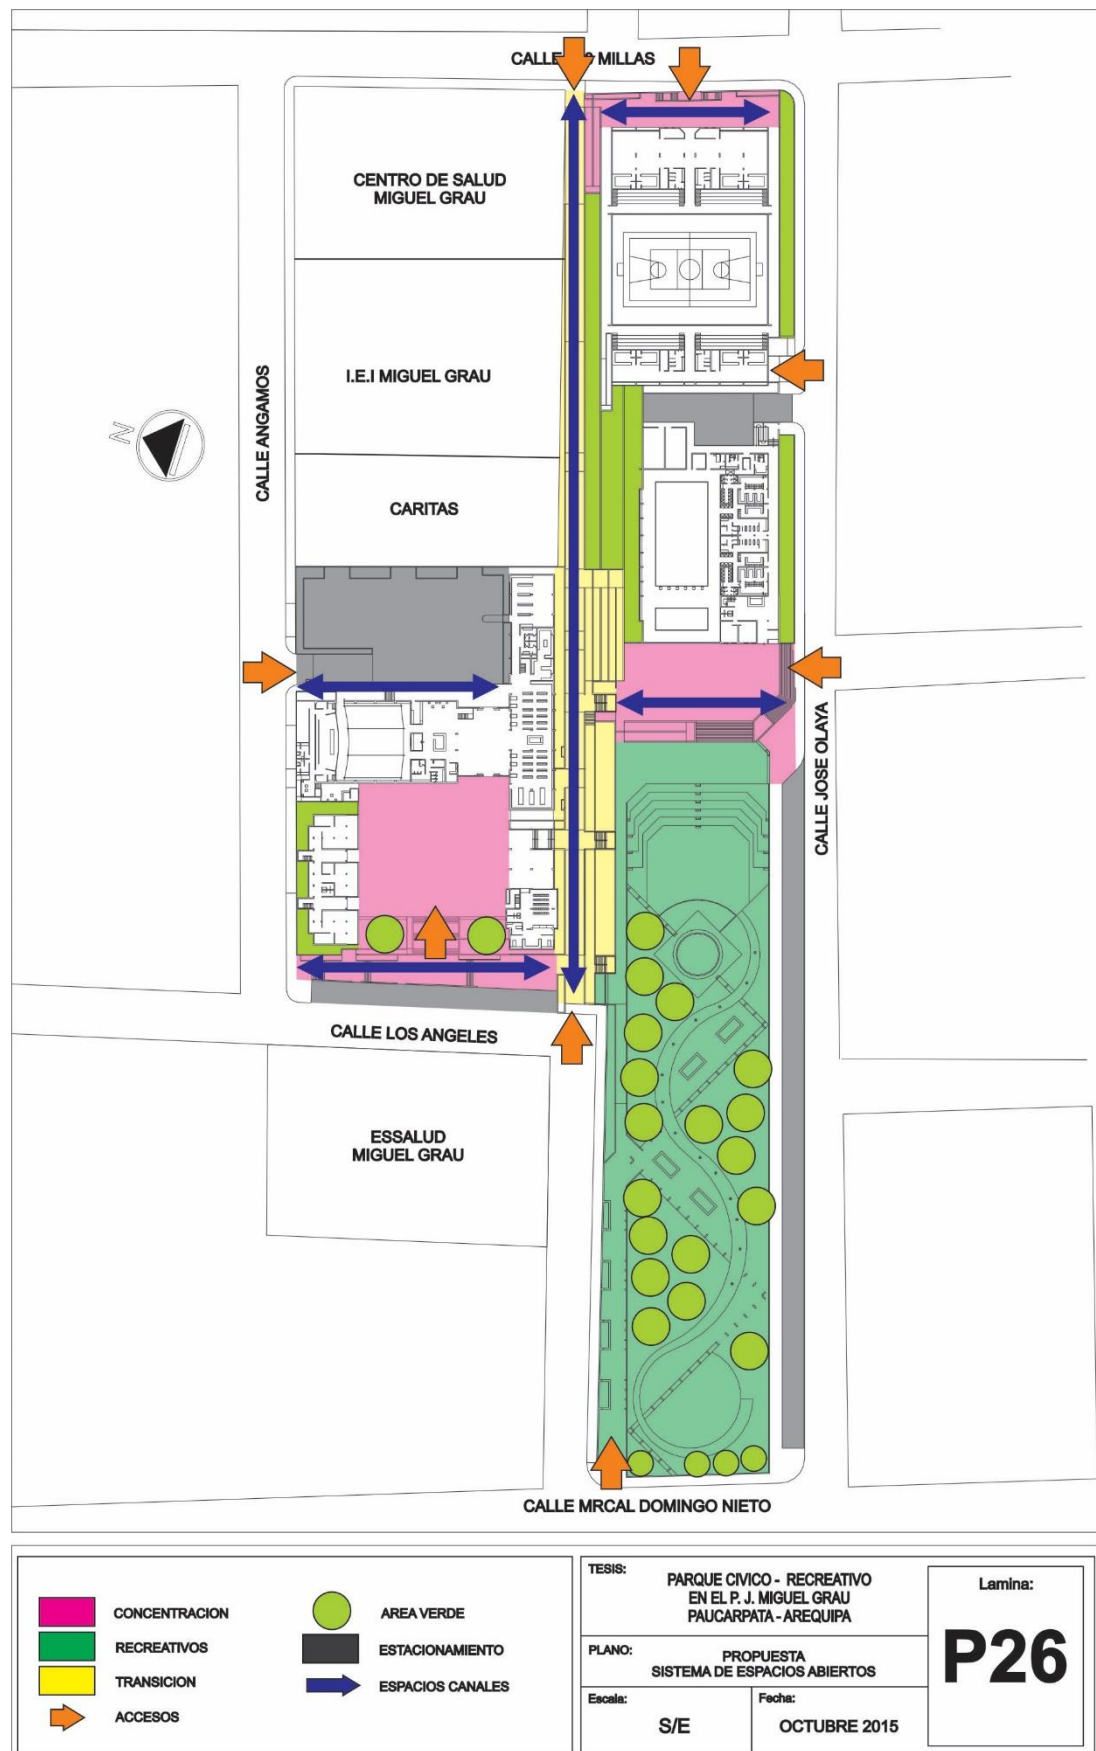 CALLE
MILLAS
CENTRO DE SALUD
MIGUEL GRAU
I.E.I MIGUEL GRAU
CALLE ANGAMOS
N
CARITAS
CALLE JOSE OLAYA
CALLE LOS ANGELES
ESSALUD
MIGUEL GRAU
CALLE MRCAL DOMINGO NIETO
CONCENTRACION
RECREATIVOS
TRANSICION
ACCESOS
AREA VERDE
ESTACIONAMIENTO
ESPACIOS CANALES
TESIS:
PARQUE CIVICO - RECREATIVO
EN EL P. J. MIGUEL GRAU
PAUCARPATA - AREQUIPA
PLANO:
PROPUESTA
SISTEMA DE ESPACIOS ABIERTOS
Escala:
S/E
Fecha:
OCTUBRE 2015
Lamina:
P26